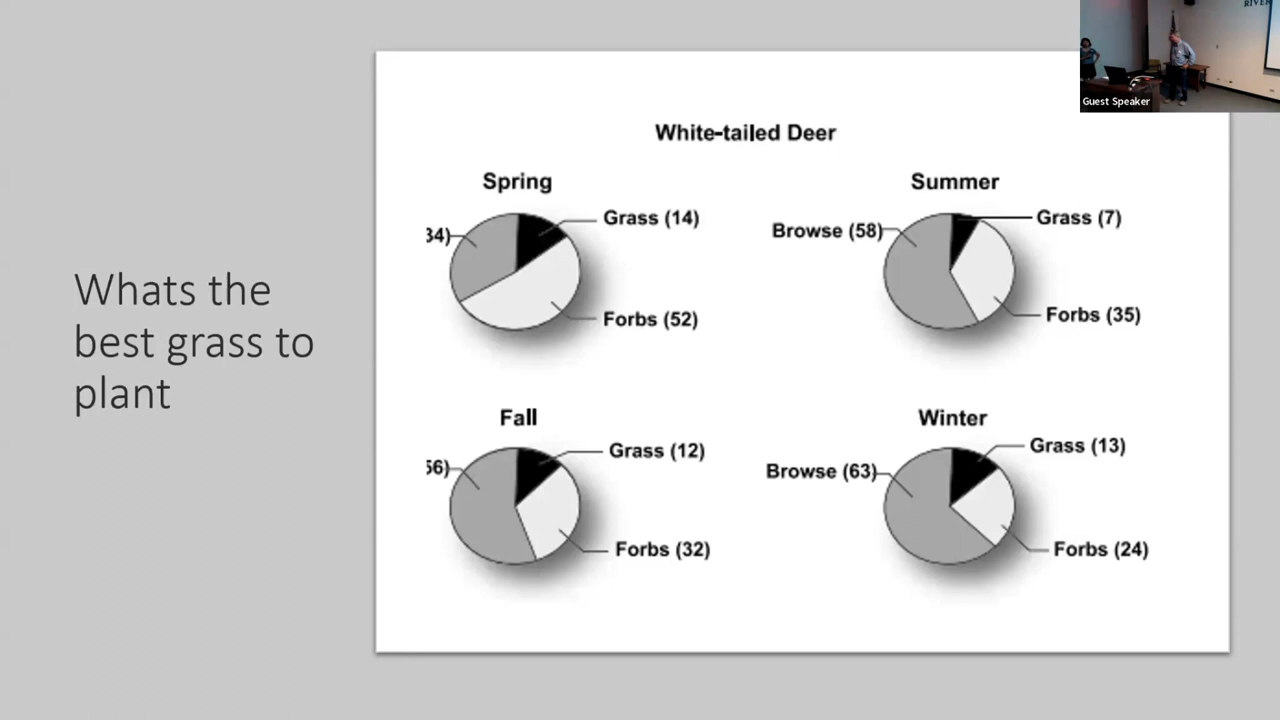 RIVER
Guest Speaker
Whats the
best grass to
plant
White-tailed Deer
Spring
34)
Grass (14)
Forbs (52)
Summer
Browse (58)
Grass (7)
Forbs (35)
Fall
56)
Grass (12)
Forbs (32)
Winter
Browse (63)
Grass (13)
Forbs (24)